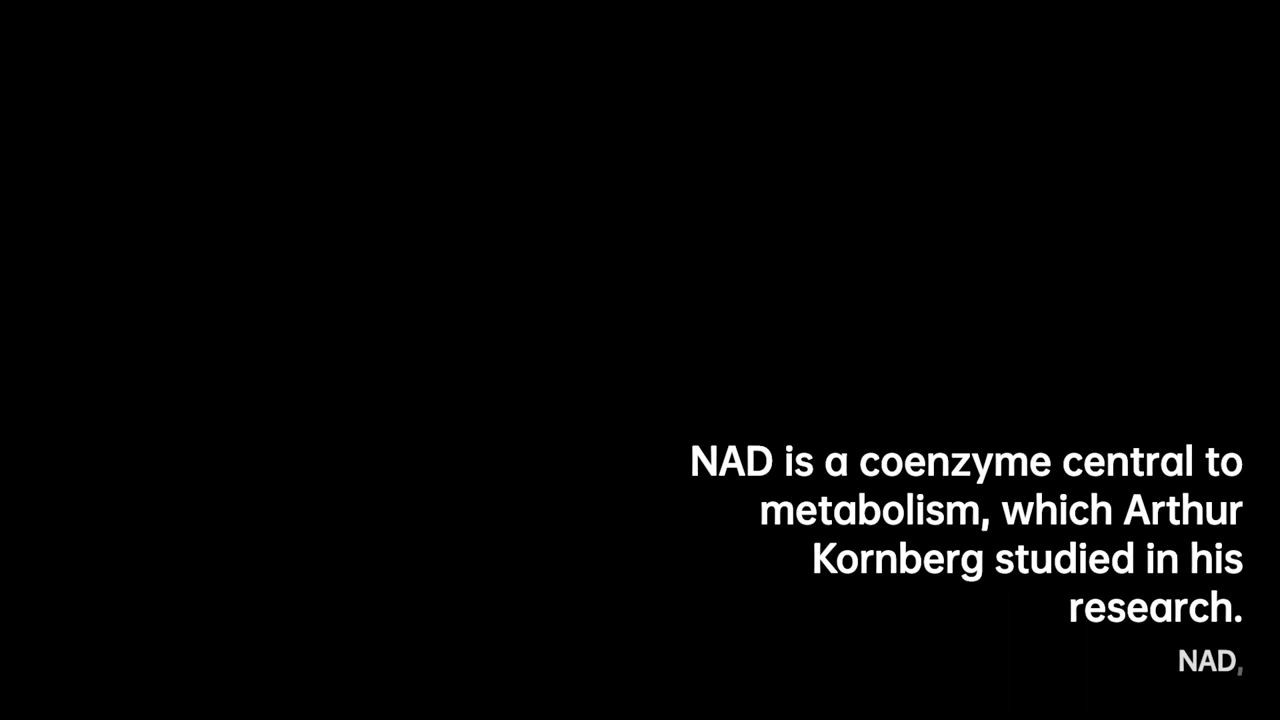 NAD is a coenzyme central to
metabolism, which Arthur
Kornberg studied in his
research.
NAD,